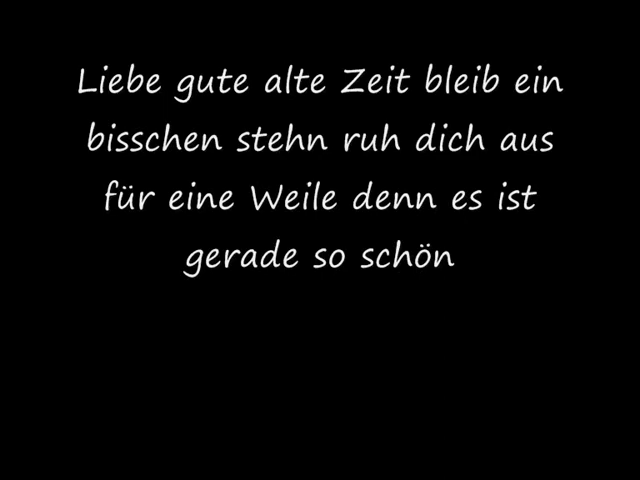 Liebe gute alte Zeit bleib ein
bisschen stehn ruh dich aus
für eine Weile denn es ist
gerade so schön